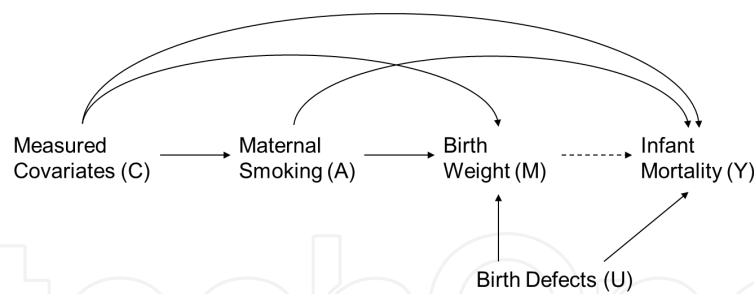 Measured
Covariates (C)
Maternal
Smoking (A)
Birth
Weight (M)
Infant
Mortality (Y)
Birth Defects (U)